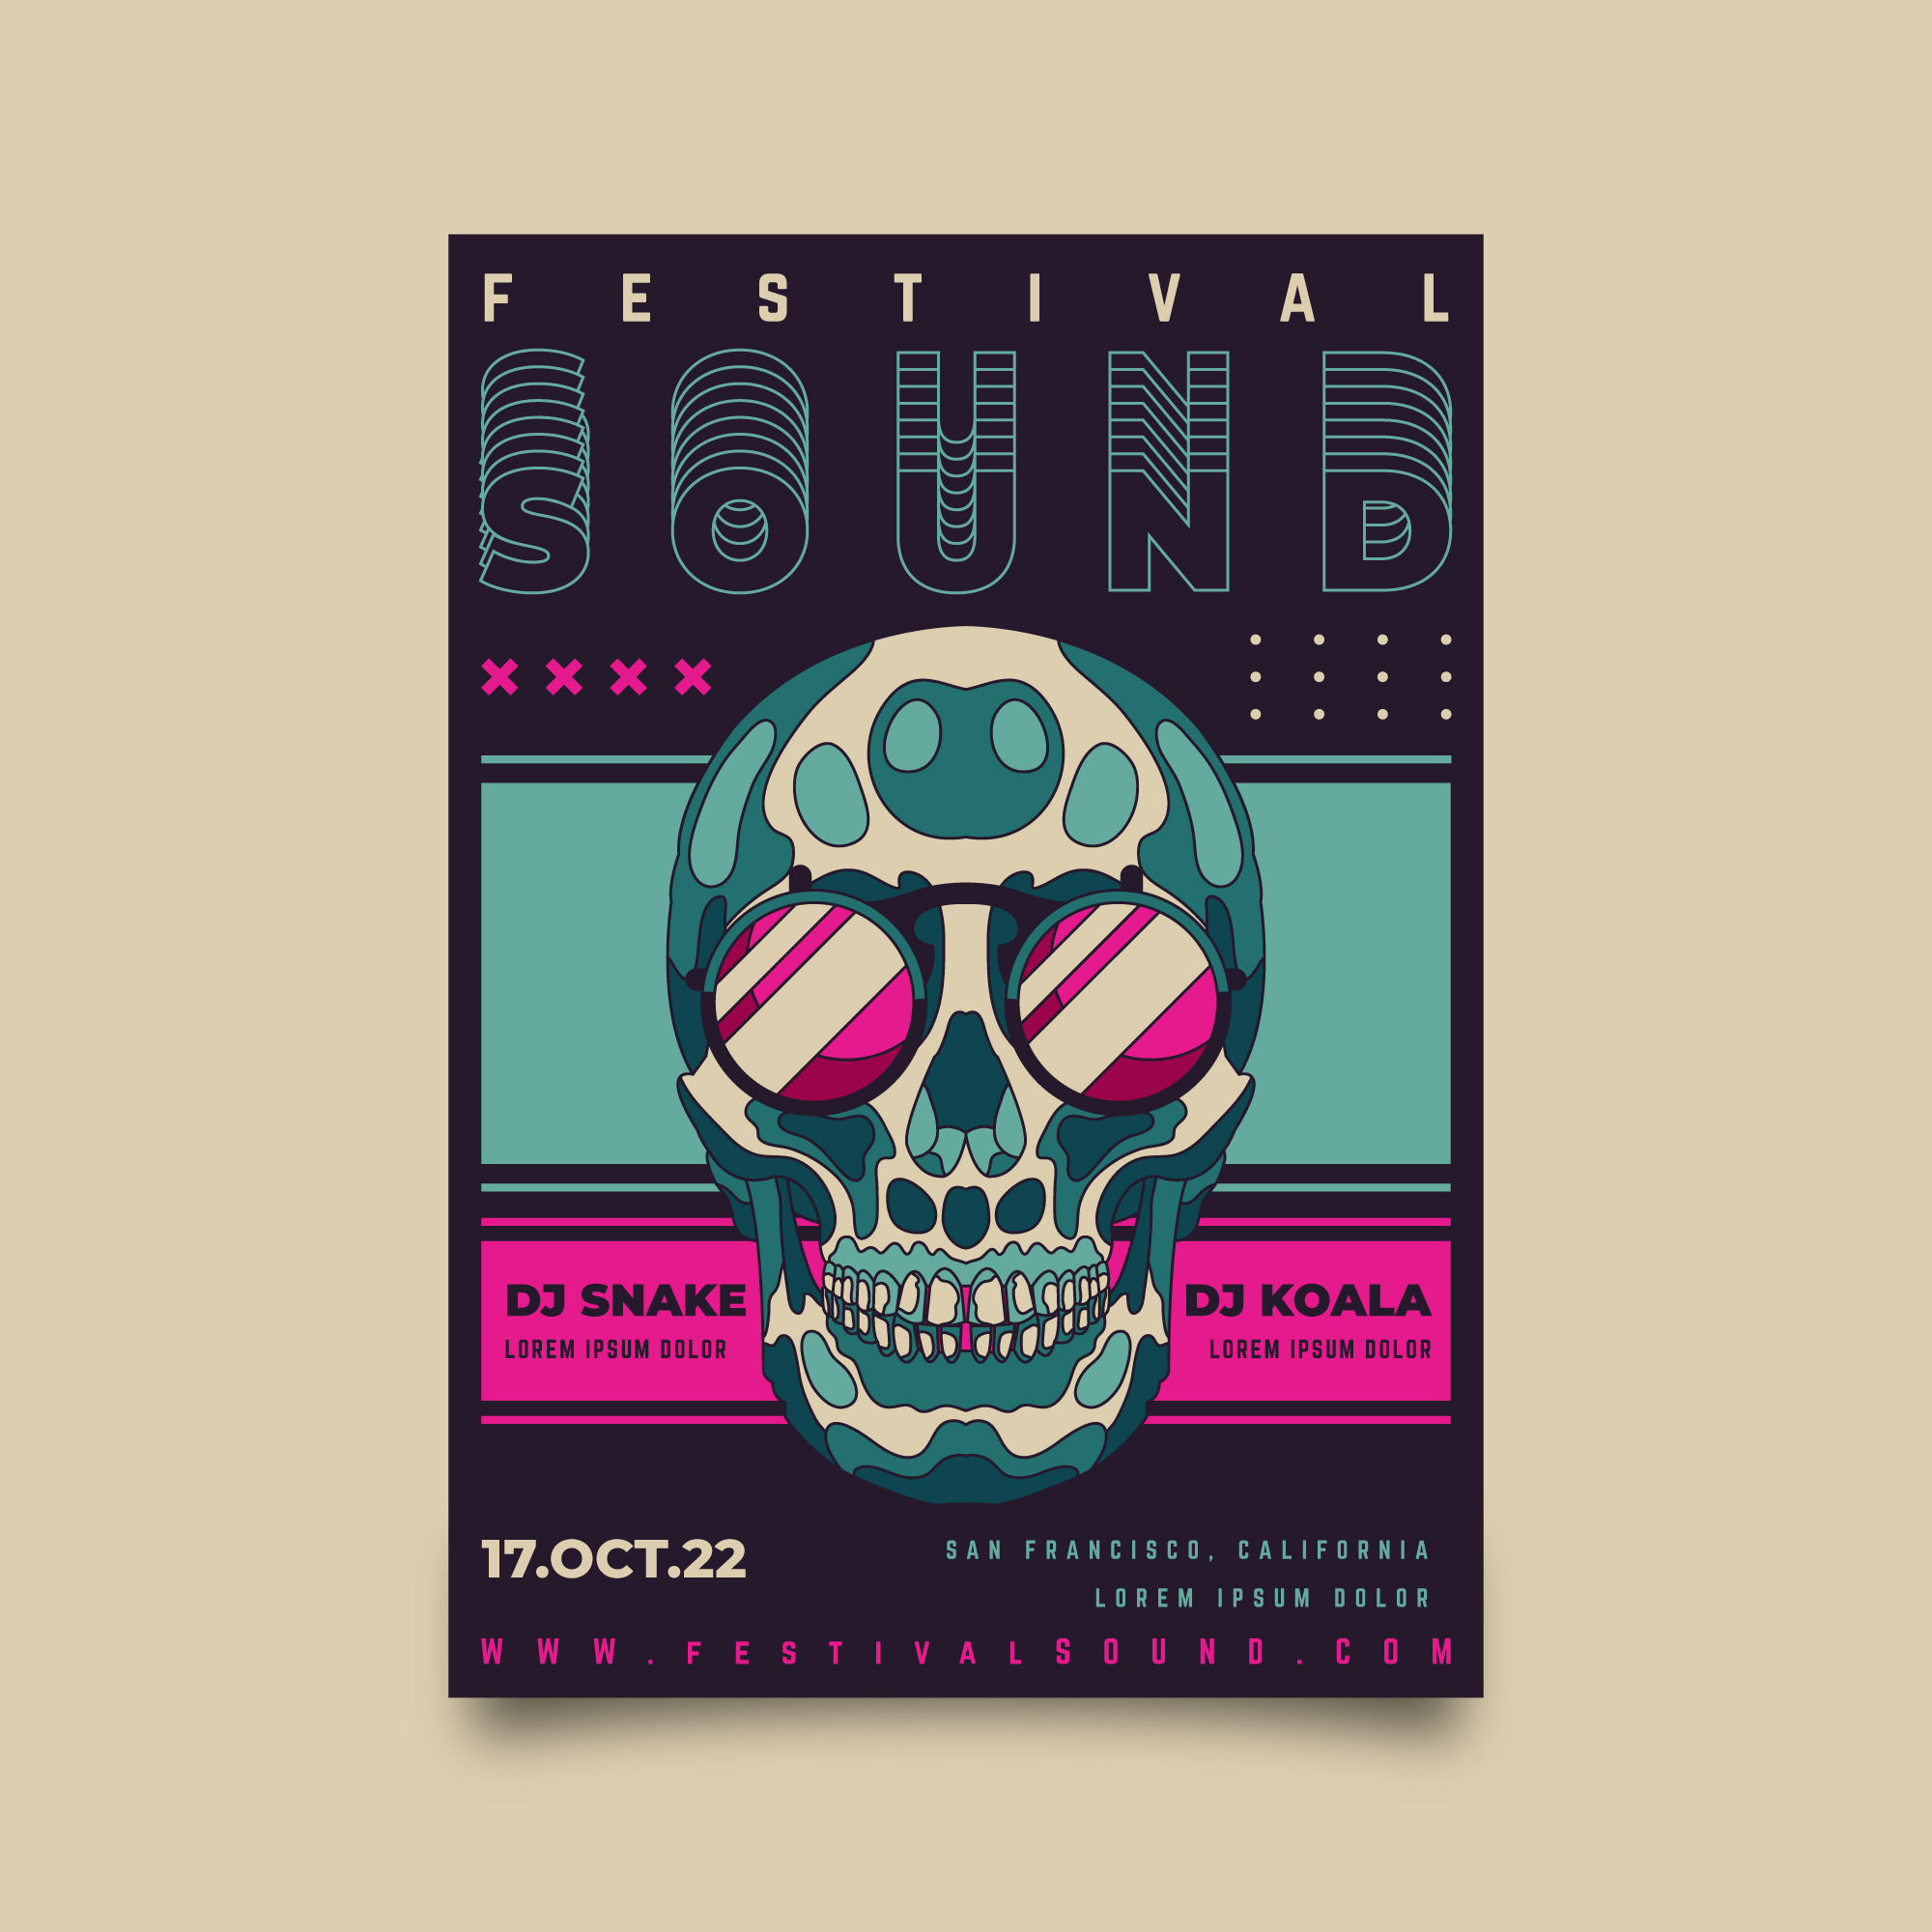 FESTIVAL
SOUND
DJ SNAKE
LOREM IPSUM DOLOR
DJ KOALA
LOREM IPSUM DOLOR
17.OCT.22
SAN FRANCISCO, CALIFORNIA
LOREM IPSUM DOLOR
WWW.FESTIVALSOUND.COM